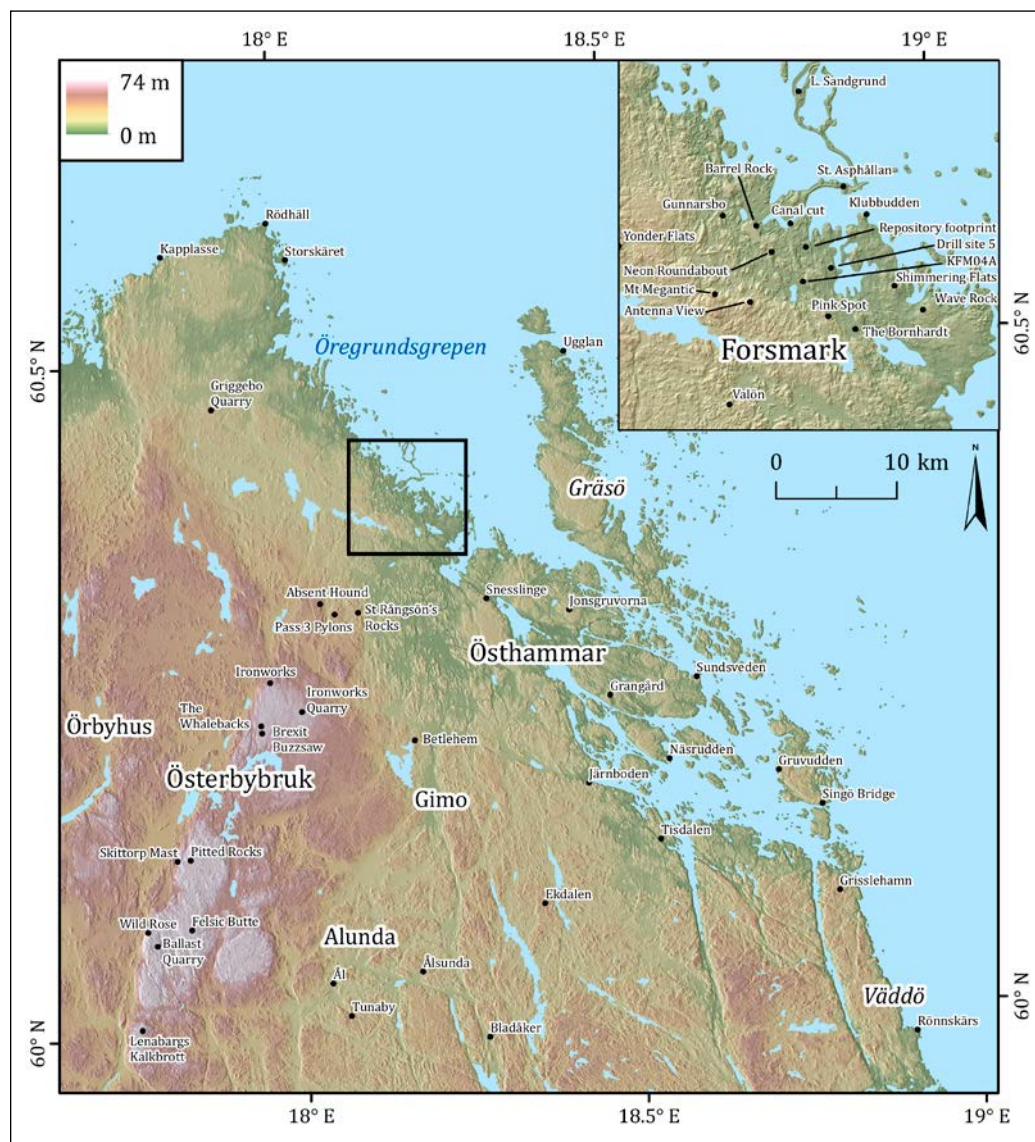 18° E
18.5° E
19° E
74 m
0 m
L. Sandgrund
Barrel Rock
St. Asphållan
Gunnarsbo
Canal cut
Klubbudden
Repository footprint
Yonder Flats
Drill site 5
Neon Roundabout
KFM04A
Shimmering Flats
Mt Megantic
Antenna View
Pink Spot
Wave Rock
The Bornhardt
Forsmark
Valön
60.5° N
Rödhäll
Kapplasse
Storskäret
Öregrundsgrepen
Ugglan
60.5° N
Griggebo
Quarry
0
10 km
N
Gräsö
Absent Hound
Snesslinge
Jonsgruvorna
Pass 3 Pylons
St Rångsön's
Rocks
Östhammar
Ironworks
Sundsveden
Ironworks
Quarry
Grangård
Örbyhus
The
Whalebacks
Brexit
Buzzsaw
Betlehem
Näsrudden
Österbybruk
Gruvudden
Järnboden
Gimo
Singö Bridge
Tisdalen
Skittorp Mast
Pitted Rocks
Grisslehamn
Ekdalen
Wild Rose
Felsic Butte
Ballast
Quarry
Alunda
Ål
Ålsunda
Väddö
60° N
Tunaby
Rönnskärs
60° N
Lenabargs
Kalkbrott
Bladåker
18° E
18.5° E
19° E